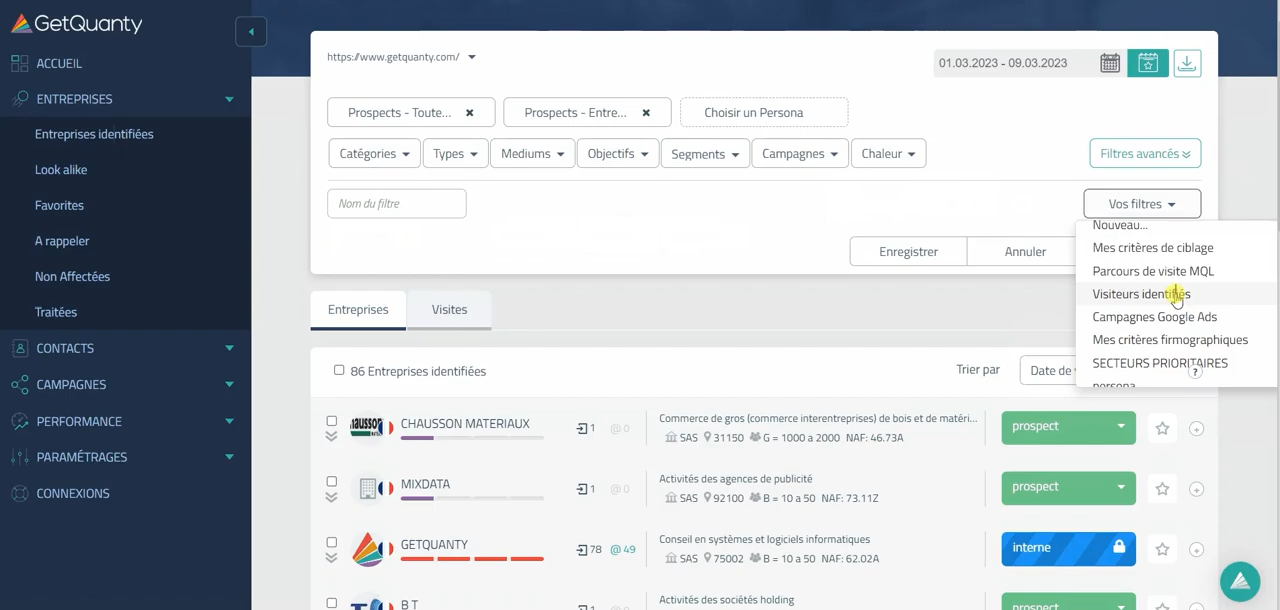 GetQuanty
ACCUEIL
ENTREPRISES
Entreprises identifiées
Look alike
Favorites
A rappeler
Non Affectées
Traitées
CONTACTS
CAMPAGNES
PERFORMANCE
PARAMÉTRAGES
CONNEXIONS
https://www.getquanty.com/
01.03.2023 - 09.03.2023
Prospects - Toute... Prospects - Entre... Choisir un Persona
Catégories Types Mediums Objectifs Segments Campagnes Chaleur Filtres avancés
Nom du filtre Vos filtres
Nouveau...
Mes critères de ciblage
Parcours de visite MQL
Visiteurs identifiés
Campagnes Google Ads
Mes critères firmographiques
SECTEURS PRIORITAIRES
persona
Enregistrer Annuler
Entreprises Visites
86 Entreprises identifiées Trier par Date de
CHAUSSON MATERIAUX 1 @ 0 Commerce de gros (commerce interentreprises) de bois et de matéri... prospect
SAS 31150 G = 1000 a 2000 NAF: 46.73A
MIXDATA 1 @ 0 Activités des agences de publicité prospect
SAS 92100 B = 10 a 50 NAF: 73.11Z
GETQUANTY 78 @ 49 Conseil en systèmes et logiciels informatiques interne
SAS 75002 B = 10 a 50 NAF: 62.02A
B T 1 @ 0 Activités des sociétés holding prospect